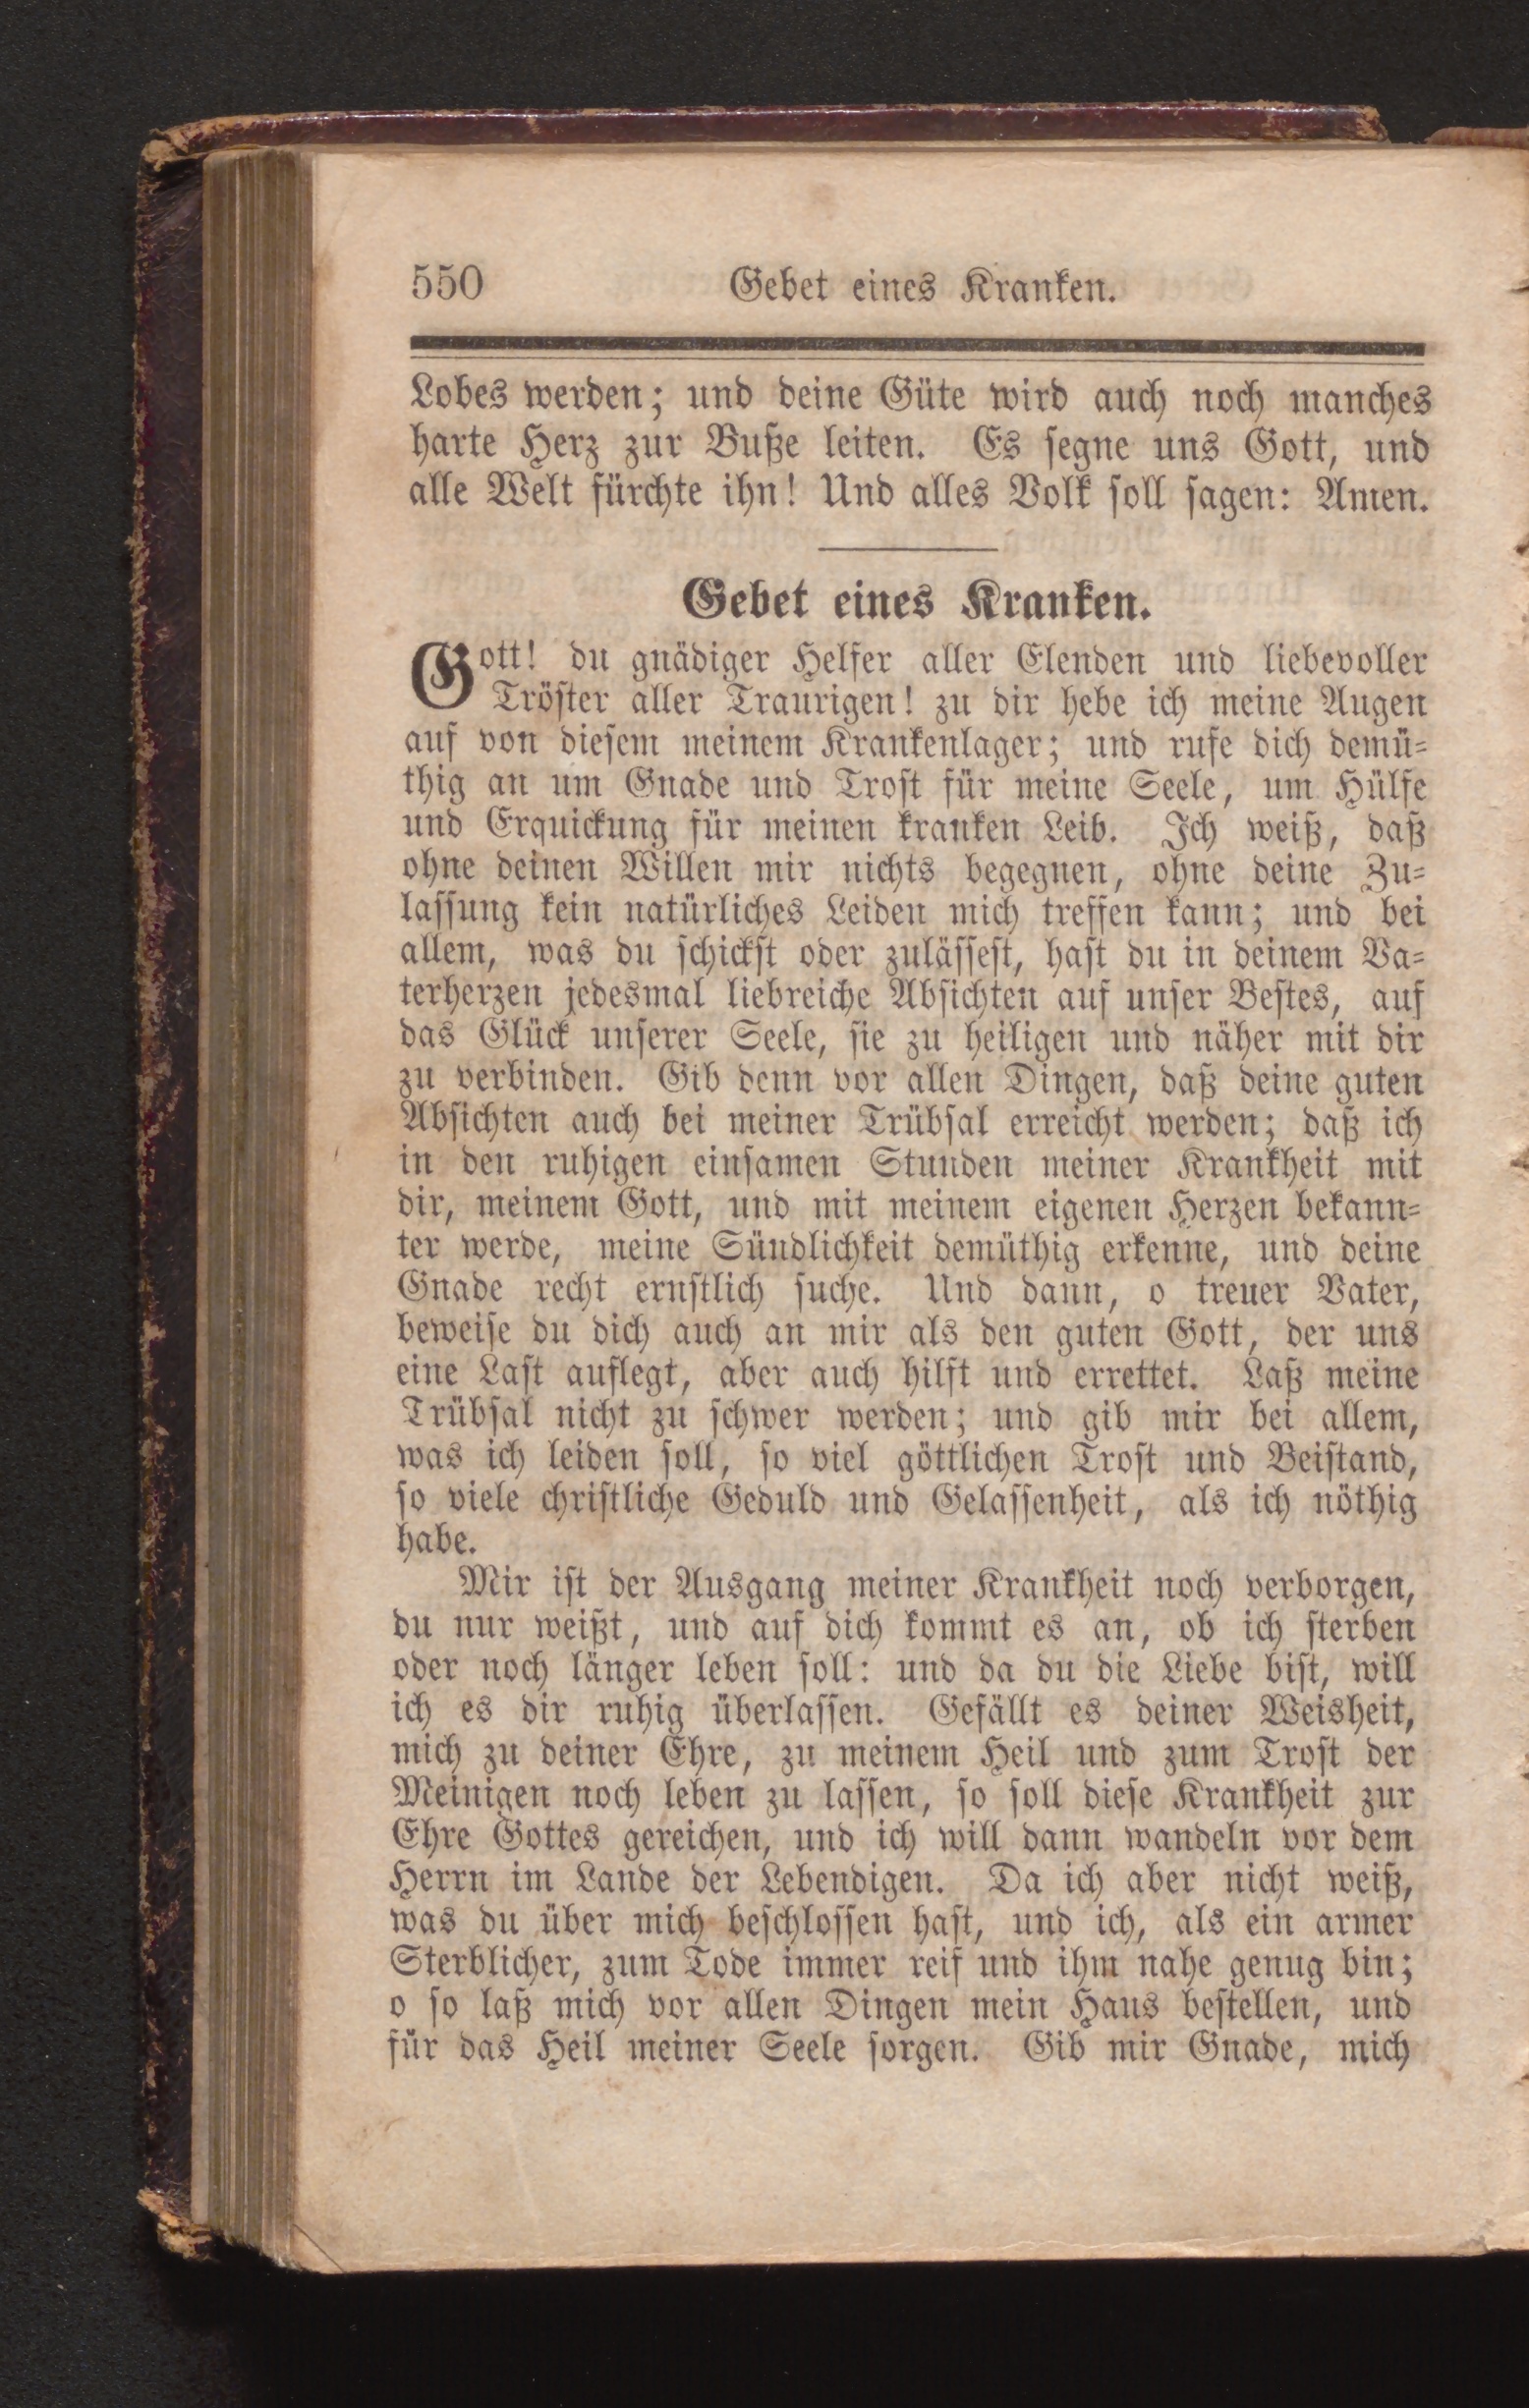 550 Gebet eines Kranken.
Lobes werden; und deine Güte wird auch noch manches
harte Herz zur Buße leiten. Es segne uns Gott, und
alle Welt fürchte ihn! Und alles Volk soll sagen: Amen.
Gebet eines Kranken.
Gott! du gnädiger Helfer aller Elenden und liebevoller
Tröster aller Traurigen! zu dir hebe ich meine Augen
auf von diesem meinem Krankenlager; und rufe dich demü-
thig an um Gnade und Trost für meine Seele, um Hülfe
und Erquickung für meinen kranken Leib. Ich weiß, daß
ohne deinen Willen mir nichts begegnen, ohne deine Zu-
lassung kein natürliches Leiden mich treffen kann; und bei
allem, was du schickst oder zulässest, hast du in deinem Va-
terherzen jedesmal liebreiche Absichten auf unser Bestes, auf
das Glück unserer Seele, sie zu heiligen und näher mit dir
zu verbinden. Gib denn vor allen Dingen, daß deine guten
Absichten auch bei meiner Trübsal erreicht werden; daß ich
in den ruhigen einsamen Stunden meiner Krankheit mit
dir, meinem Gott, und mit meinem eigenen Herzen bekann-
ter werde, meine Sündlichkeit demüthig erkenne, und deine
Gnade recht ernstlich suche. Und dann, o treuer Vater,
beweise du dich auch an mir als den guten Gott, der uns
eine Last auflegt, aber auch hilft und errettet. Laß meine
Trübsal nicht zu schwer werden; und gib mir bei allem,
was ich leiden soll, so viel göttlichen Trost und Beistand,
so viele christliche Geduld und Gelassenheit, als ich nöthig
habe.
Mir ist der Ausgang meiner Krankheit noch verborgen,
du nur weißt, und auf dich kommt es an, ob ich sterben
oder noch länger leben soll: und da du die Liebe bist, will
ich es dir ruhig überlassen. Gefällt es deiner Weisheit,
mich zu deiner Ehre, zu meinem Heil und zum Trost der
Meinigen noch leben zu lassen, so soll diese Krankheit zur
Ehre Gottes gereichen, und ich will dann wandeln vor dem
Herrn im Lande der Lebendigen. Da ich aber nicht weiß,
was du über mich beschlossen hast, und ich, als ein armer
Sterblicher, zum Tode immer reif und ihm nahe genug bin;
o so laß mich vor allen Dingen mein Haus bestellen, und
für das Heil meiner Seele sorgen. Gib mir Gnade, mich